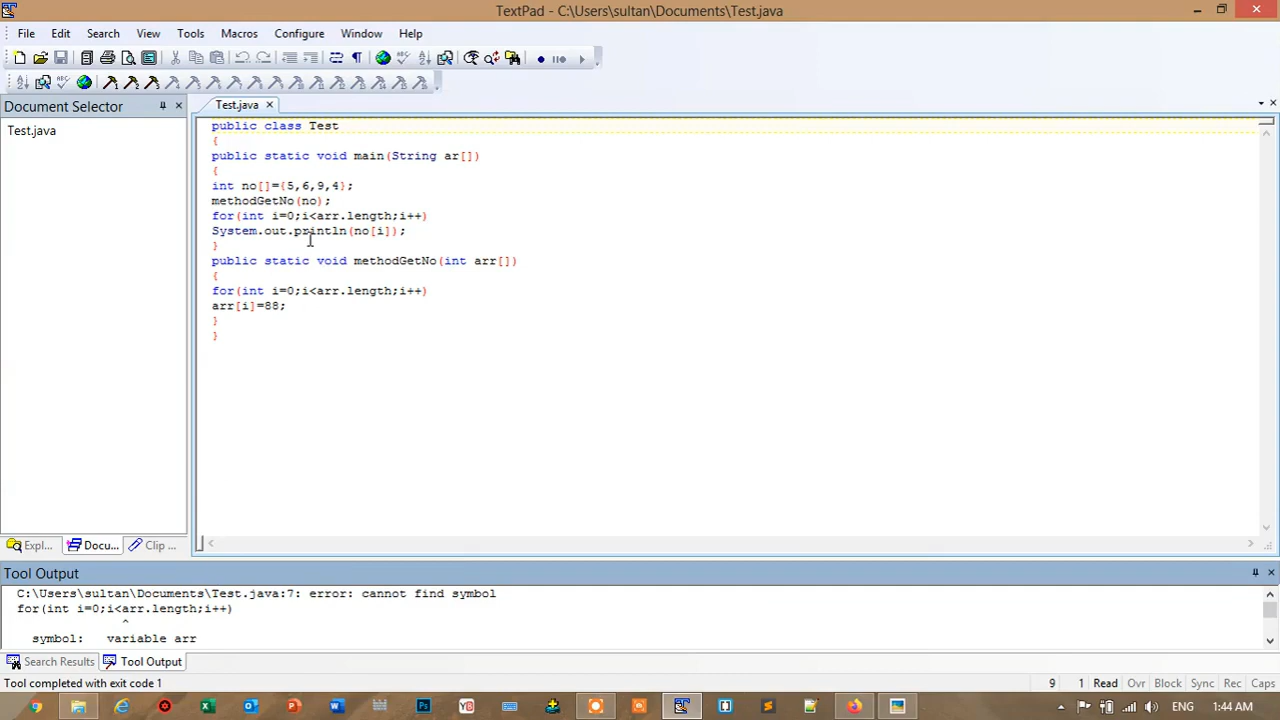 TextPad - C:\Users\sultan\Documents\Test.java
File Edit Search View Tools Macros Configure Window Help
Document Selector
Test.java
Test.java
public class Test
{
public static void main(String ar[])
{
int no[]={5,6,9,4};
methodGetNo(no);
for(int i=0;i<arr.length;i++)
System.out.println(no[i]);
}
public static void methodGetNo(int arr[])
{
for(int i=0;i<arr.length;i++)
arr[i]=88;
}
}
Expl... Docu... Clip ...
Tool Output
C:\Users\sultan\Documents\Test.java:7: error: cannot find symbol
for(int i=0;i<arr.length;i++)
^
symbol: variable arr
Search Results Tool Output
Tool completed with exit code 1 9 1 Read Ovr Block Sync Rec Caps
ENG 1:44 AM